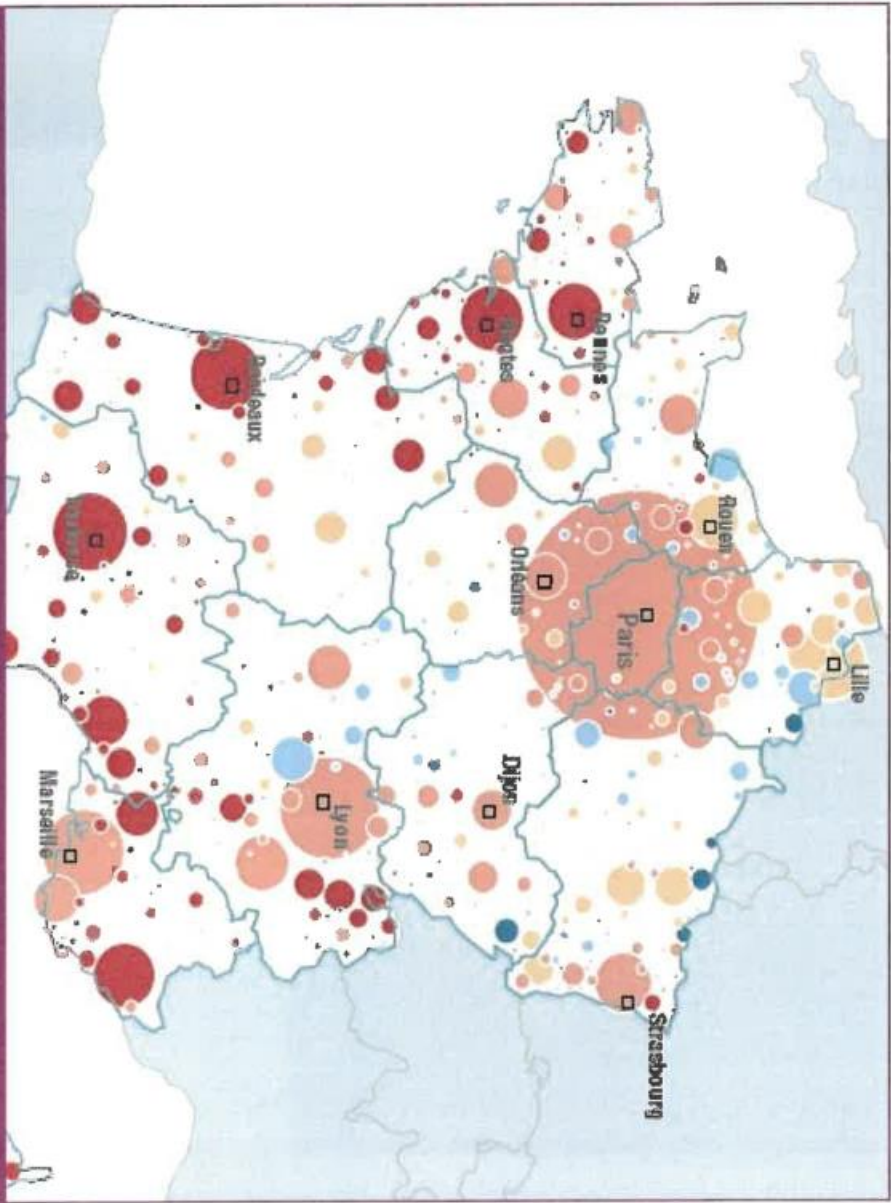 Lille
Rouen
Paris
Strasbourg
Rennes
Orléans
Nantes
Dijon
Lyon
Bordeaux
Marseille